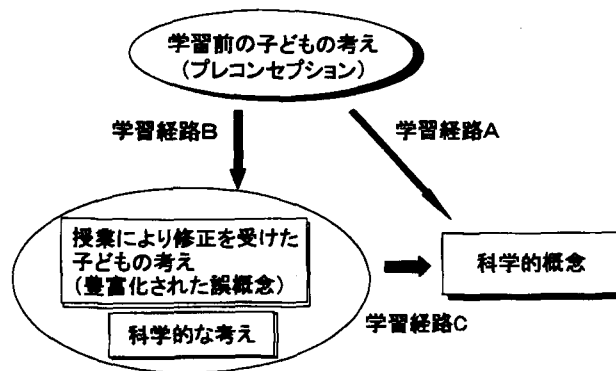 学習前の子どもの考え
（プレコンセプション）
学習経路B
学習経路A
授業により修正を受けた
子どもの考え
（豊富化された誤概念）
科学的な考え
科学的概念
学習経路C